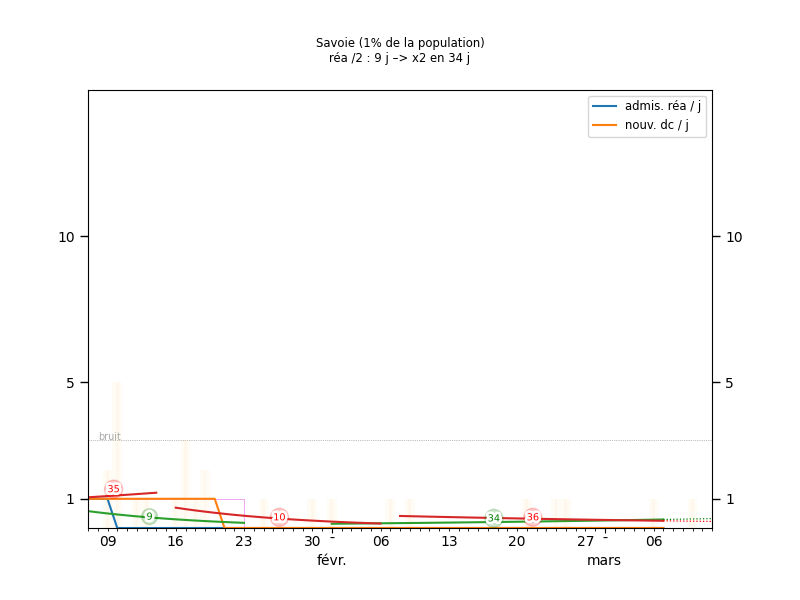 Savoie (1% de la population)
réa /2 : 9 j –> x2 en 34 j
admis. réa / j
nouv. dc / j
10
10
5
5
bruit
35
1
1
9
10
34
36
09
16
23
30
06
13
20
27
06
févr.
mars